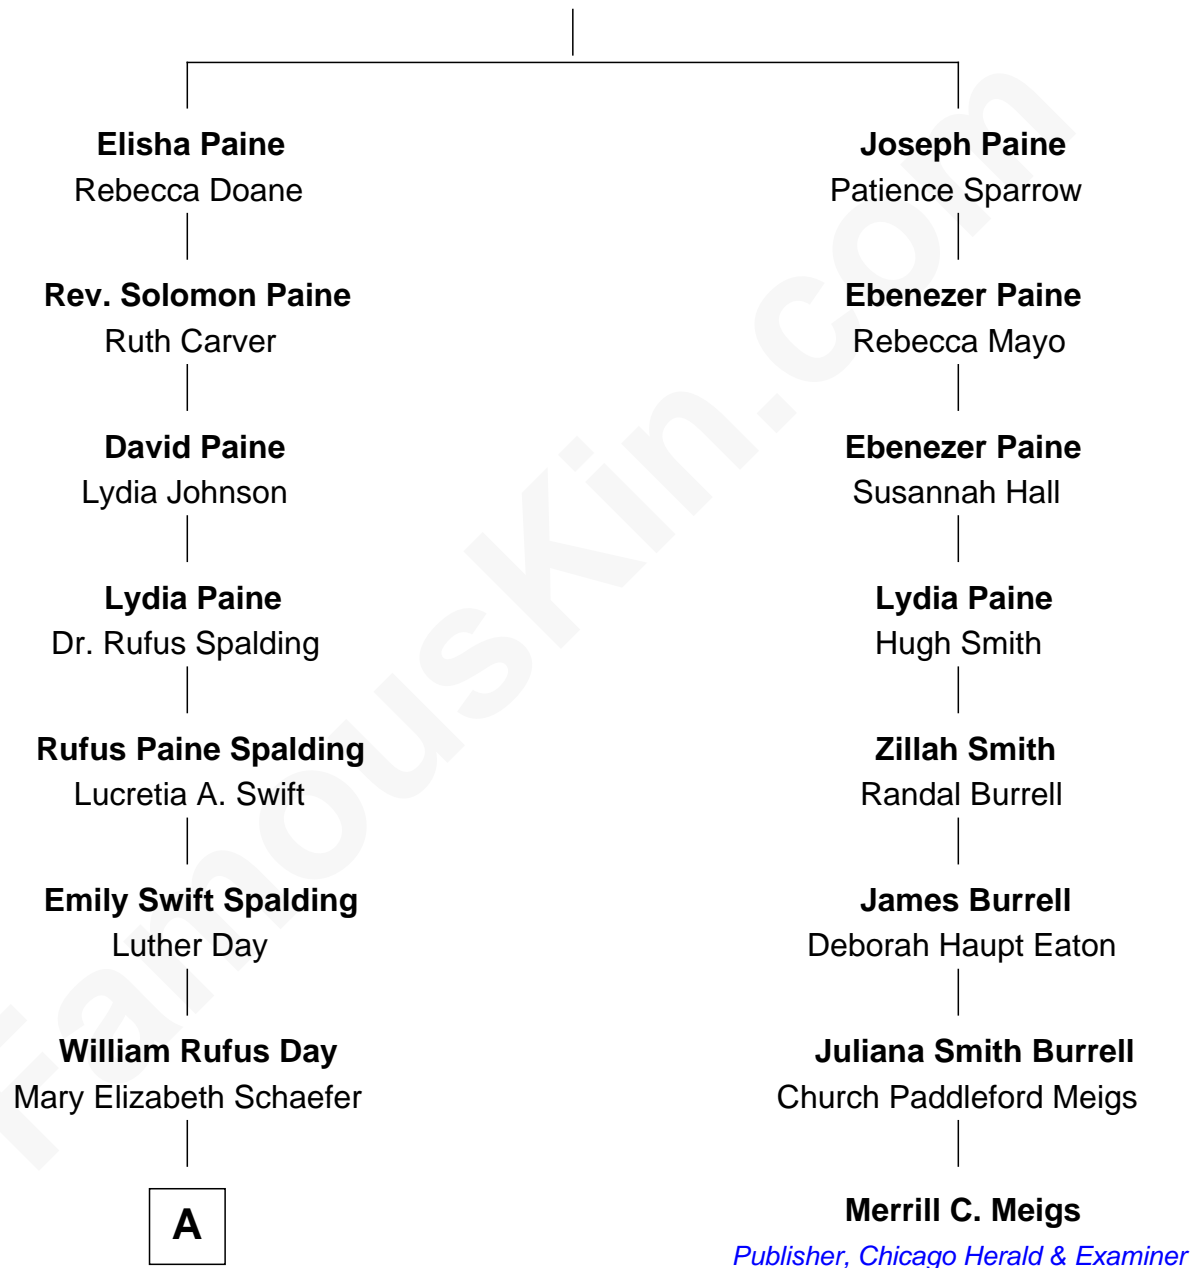 Elisha Paine
Rebecca Doane
Rev. Solomon Paine
Ruth Carver
David Paine
Lydia Johnson
Lydia Paine
Dr. Rufus Spalding
Rufus Paine Spalding
Lucretia A. Swift
Emily Swift Spalding
Luther Day
William Rufus Day
Mary Elizabeth Schaefer
A
Joseph Paine
Patience Sparrow
Ebenezer Paine
Rebecca Mayo
Ebenezer Paine
Susannah Hall
Lydia Paine
Hugh Smith
Zillah Smith
Randal Burrell
James Burrell
Deborah Haupt Eaton
Juliana Smith Burrell
Church Paddleford Meigs
Merrill C. Meigs
Publisher, Chicago Herald & Examiner
FamousKin.com